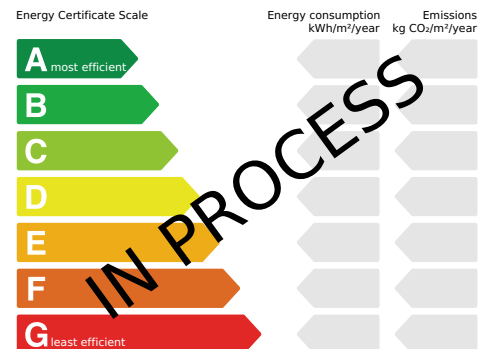 Energy Certificate Scale
Energy consumption
kWh/m²/year
Emissions
kg CO₂/m²/year
A most efficient
B
C
D
E
F
G least efficient
IN PROCESS